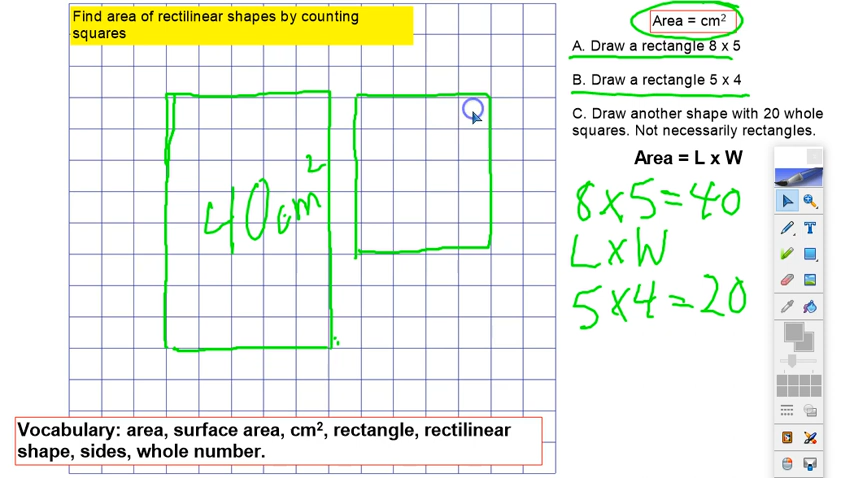 Find area of rectilinear shapes by counting
squares
Area = cm²
A. Draw a rectangle 8 x 5
B. Draw a rectangle 5 x 4
C. Draw another shape with 20 whole
squares. Not necessarily rectangles.
Area = L x W
8x5=40
LxW
5x4=20
40cm²
Vocabulary: area, surface area, cm², rectangle, rectilinear
shape, sides, whole number.